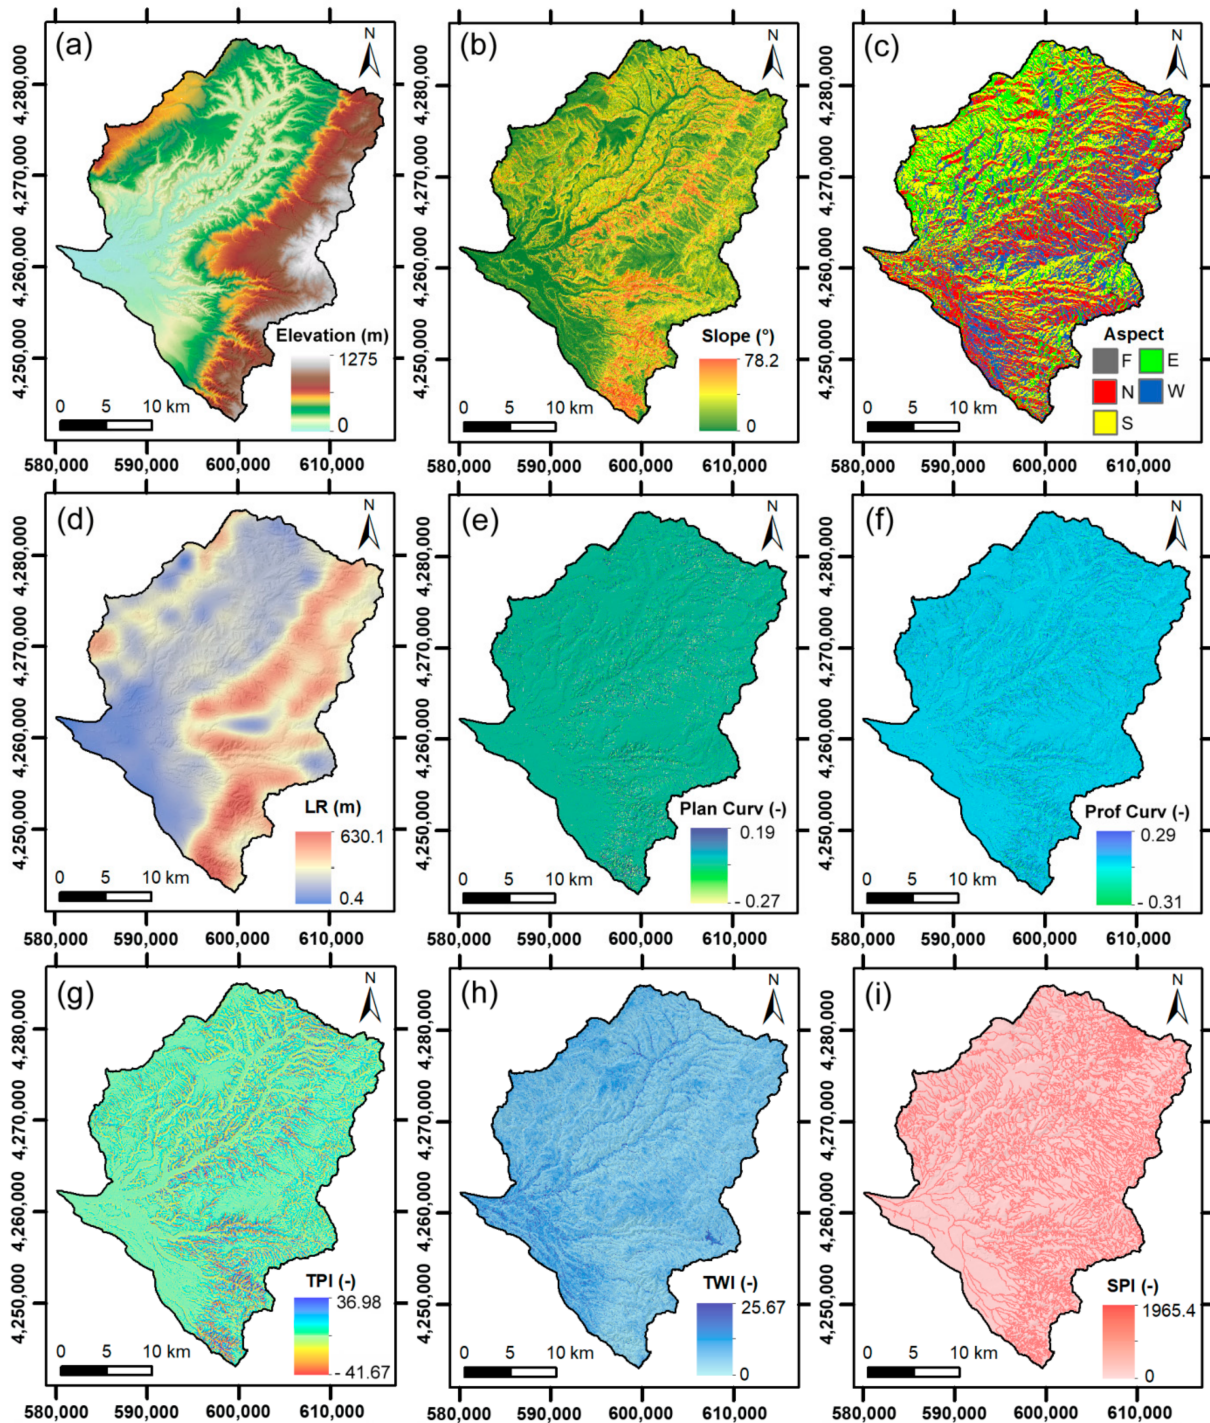 (a) N
4,280,000
4,270,000
4,260,000
4,250,000
Elevation (m)
1275
0
0 5 10 km
580,000 590,000 600,000 610,000
(b) N
4,280,000
4,270,000
4,260,000
4,250,000
Slope (°)
78.2
0
0 5 10 km
580,000 590,000 600,000 610,000
(c) N
4,280,000
4,270,000
4,260,000
4,250,000
Aspect
F E
N W
S
0 5 10 km
580,000 590,000 600,000 610,000
(d) N
4,280,000
4,270,000
4,260,000
4,250,000
LR (m)
630.1
0.4
0 5 10 km
580,000 590,000 600,000 610,000
(e) N
4,280,000
4,270,000
4,260,000
4,250,000
Plan Curv (-)
0.19
- 0.27
0 5 10 km
580,000 590,000 600,000 610,000
(f) N
4,280,000
4,270,000
4,260,000
4,250,000
Prof Curv (-)
0.29
- 0.31
0 5 10 km
580,000 590,000 600,000 610,000
(g) N
4,280,000
4,270,000
4,260,000
4,250,000
TPI (-)
36.98
- 41.67
0 5 10 km
580,000 590,000 600,000 610,000
(h) N
4,280,000
4,270,000
4,260,000
4,250,000
TWI (-)
25.67
0
0 5 10 km
580,000 590,000 600,000 610,000
(i) N
4,280,000
4,270,000
4,260,000
4,250,000
SPI (-)
1965.4
0
0 5 10 km
580,000 590,000 600,000 610,000